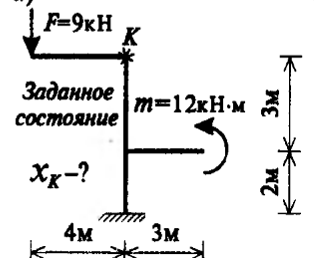 F=9кН
K
Заданное
состояние
m=12кН·м
x_K–?
3м
2м
4м
3м